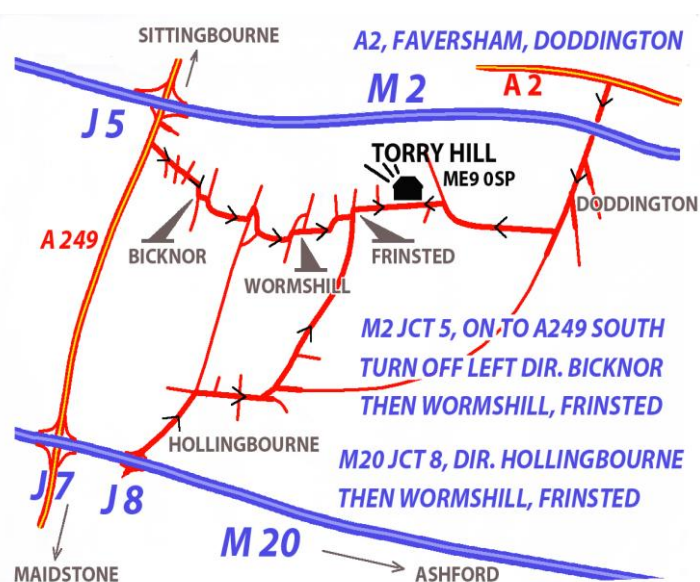 SITTINGBOURNE
A2, FAVERSHAM, DODDINGTON
M 2
A 2
J 5
TORRY HILL
ME9 0SP
DODDINGTON
A 249
BICKNOR
FRINSTED
WORMSHILL
M2 JCT 5, ON TO A249 SOUTH
TURN OFF LEFT DIR. BICKNOR
THEN WORMSHILL, FRINSTED
HOLLINGBOURNE
M20 JCT 8, DIR. HOLLINGBOURNE
THEN WORMSHILL, FRINSTED
J 7
J 8
M 20
MAIDSTONE
ASHFORD